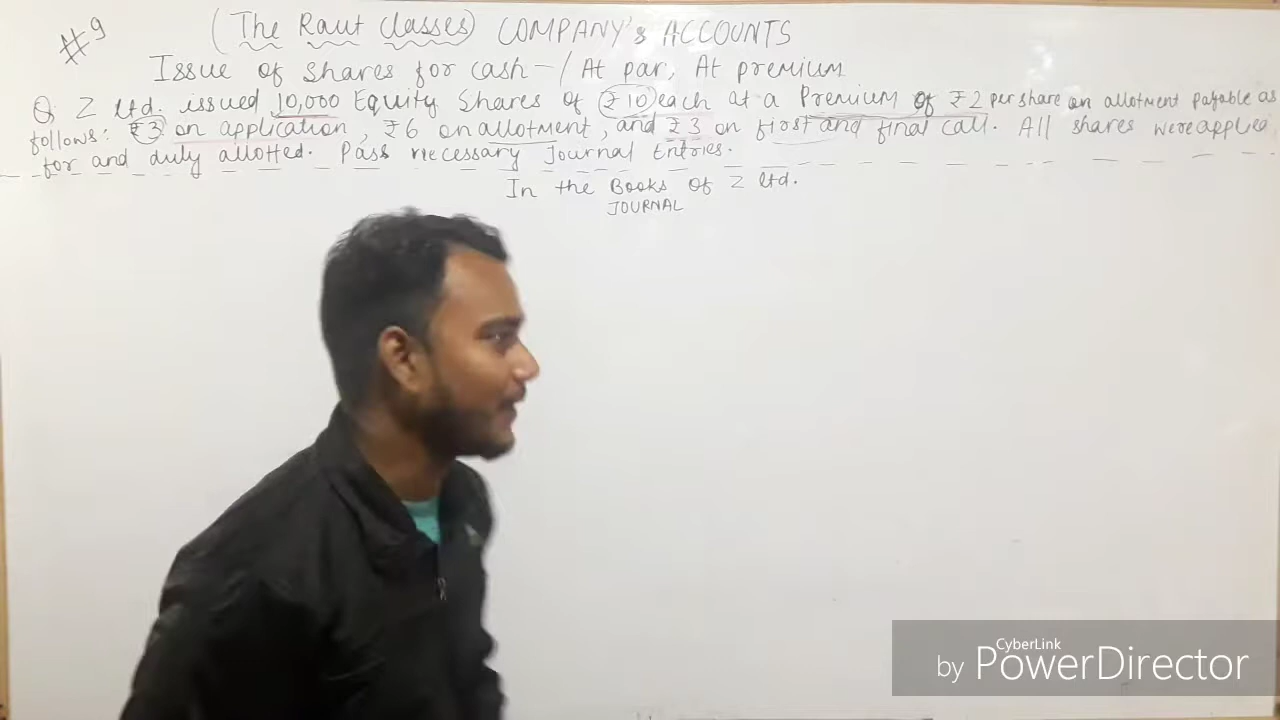 #9
(The Raut Classes) COMPANY's ACCOUNTS
Issue of Shares for cash - / At par, At premium
Q. Z ltd. issued 10,000 Equity Shares of ₹10 each at a Premium of ₹2 per share on allotment payable as
follows: ₹3 on application, ₹6 on allotment, and ₹3 on first and final call. All shares were applied
for and duly allotted. Pass necessary Journal Entries.
In the Books of Z ltd.
JOURNAL
CyberLink
by PowerDirector